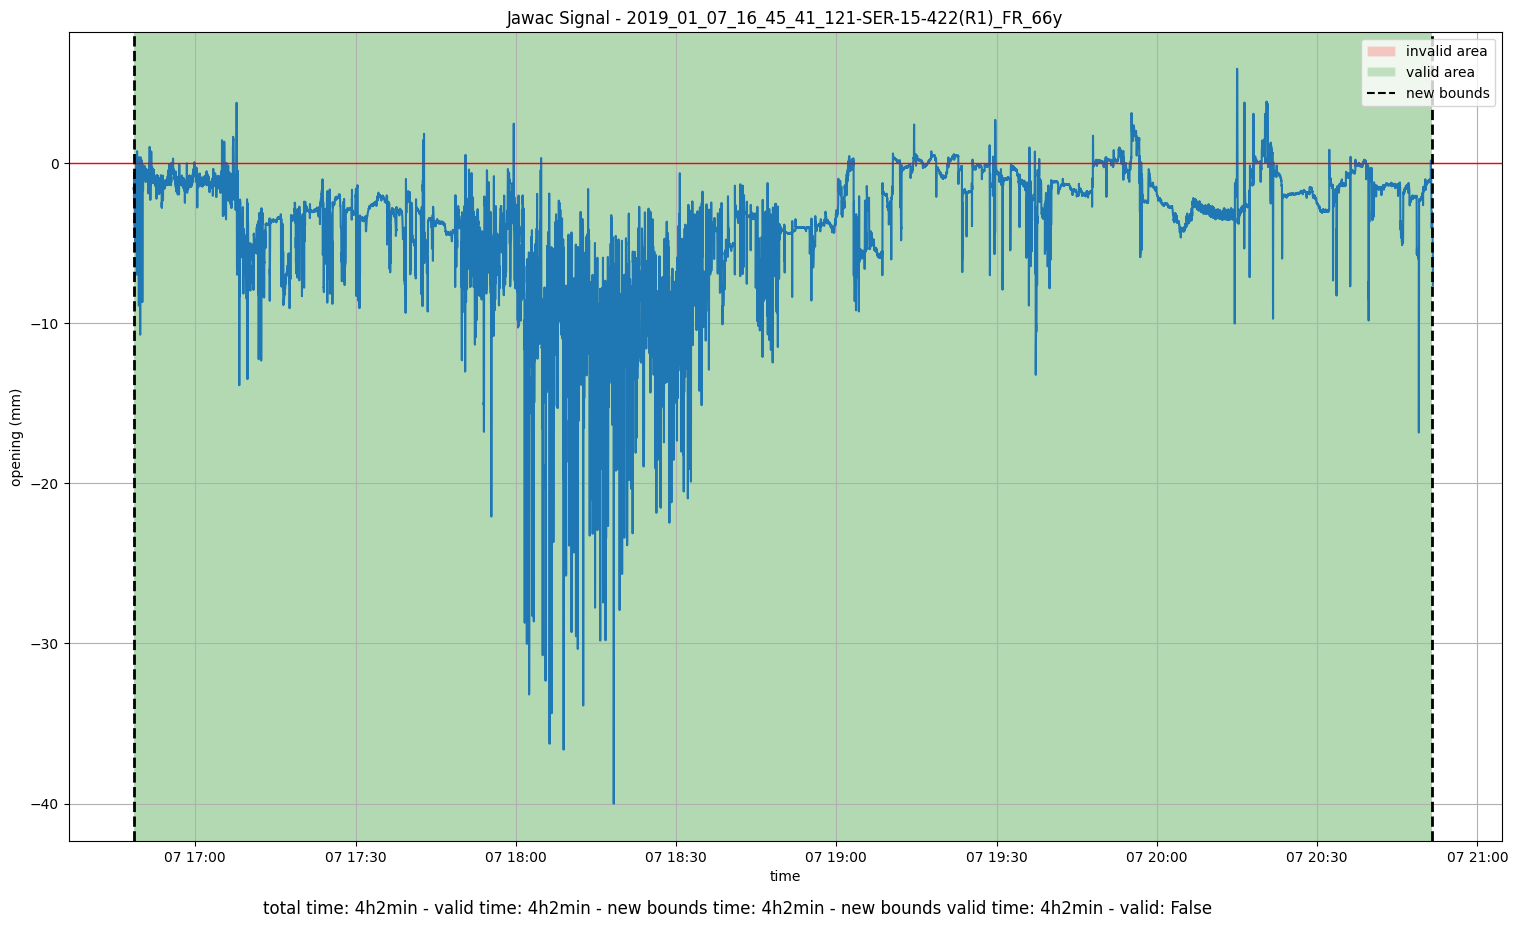 Jawac Signal - 2019_01_07_16_45_41_121-SER-15-422(R1)_FR_66y
invalid area
valid area
new bounds
opening (mm)
0
−10
−20
−30
−40
07 17:00
07 17:30
07 18:00
07 18:30
07 19:00
07 19:30
07 20:00
07 20:30
07 21:00
time
total time: 4h2min - valid time: 4h2min - new bounds time: 4h2min - new bounds valid time: 4h2min - valid: False